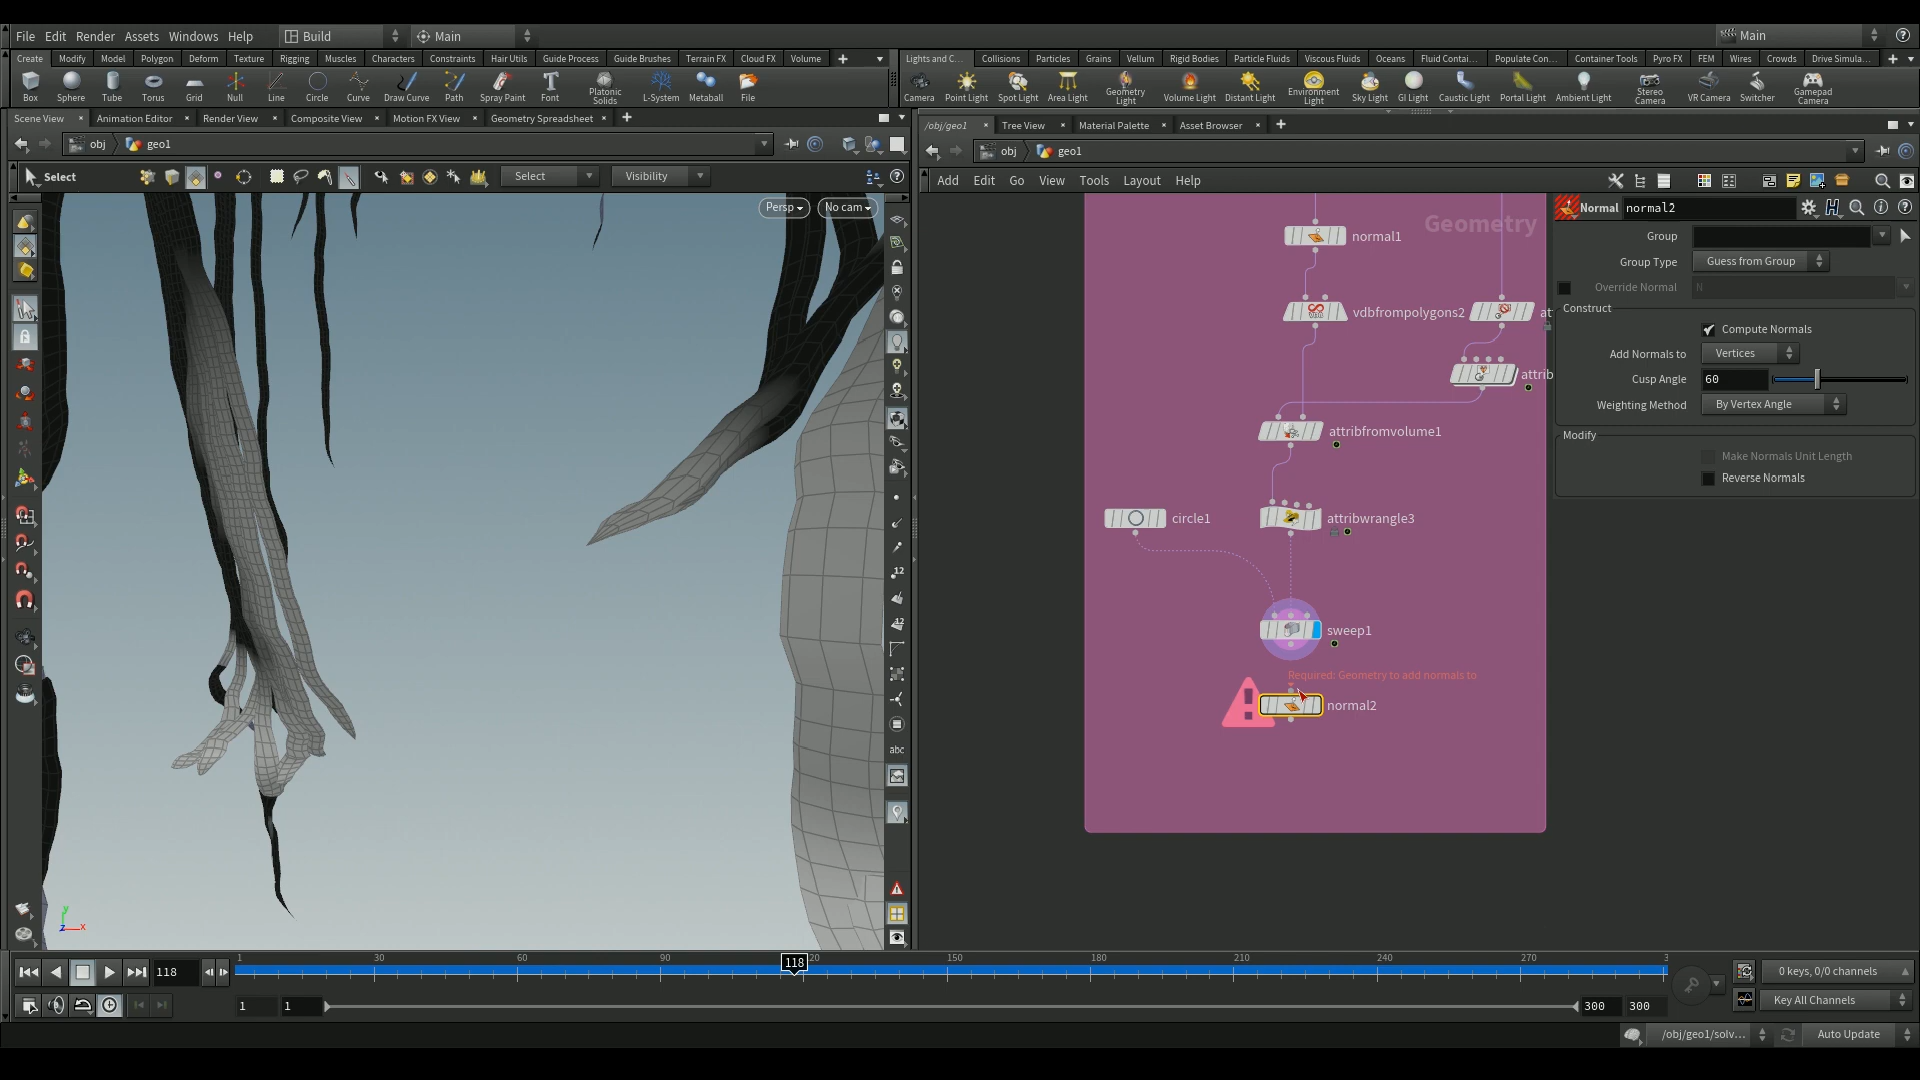 File Edit Render Assets Windows Help Build Main Main
Create Modify Model Polygon Deform Texture Rigging Muscles Characters Constraints Hair Utils Guide Process Guide Brushes Terrain FX Cloud FX Volume
Lights and C... Collisions Particles Grains Vellum Rigid Bodies Particle Fluids Viscous Fluids Oceans Fluid Contai... Populate Con... Container Tools Pyro FX FEM Wires Crowds Drive Simula...
Box Sphere Tube Torus Grid Null Line Circle Curve Draw Curve Path Spray Paint Font Platonic Solids L-System Metaball File
Camera Point Light Spot Light Area Light Geometry Light Volume Light Distant Light Environment Light Sky Light GI Light Caustic Light Portal Light Ambient Light Stereo Camera VR Camera Switcher Gamepad Camera
Scene View Animation Editor Render View Composite View Motion FX View Geometry Spreadsheet
/obj/geo1 Tree View Material Palette Asset Browser
obj geo1
obj geo1
Select Select Visibility
Add Edit Go View Tools Layout Help
Persp No cam
Geometry
normal1
vdbfrompolygons2
at
attrib
attribfromvolume1
circle1
attribwrangle3
sweep1
Required: Geometry to add normals to
normal2
Normal normal2
Group
Group Type Guess from Group
Override Normal N
Construct
Compute Normals
Add Normals to Vertices
Cusp Angle 60
Weighting Method By Vertex Angle
Modify
Make Normals Unit Length
Reverse Normals
12
12
abc
y
z x
118 1 30 60 90 118 20 150 180 210 240 270 3
0 keys, 0/0 channels
1 1 300 300
Key All Channels
/obj/geo1/solv... Auto Update